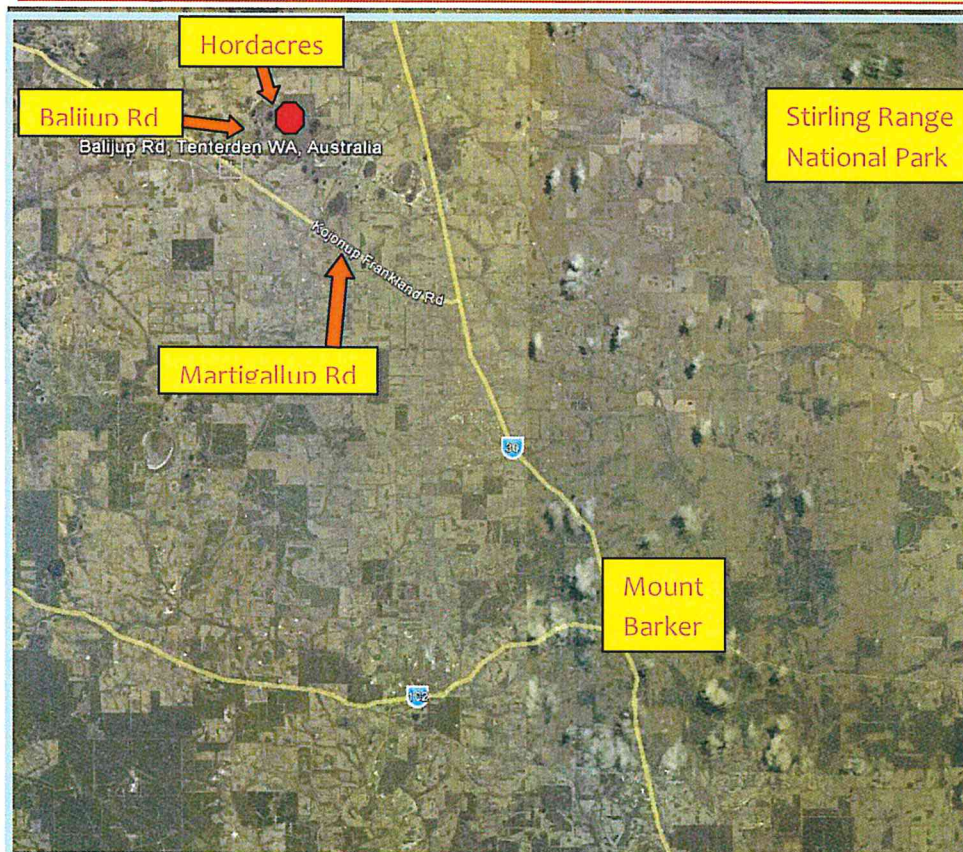 Hordacres
Balijup Rd
Balijup Rd, Tenterden WA, Australia
Stirling Range
National Park
Kojonup Frankland Rd
Martigallup Rd
30
Mount
Barker
102